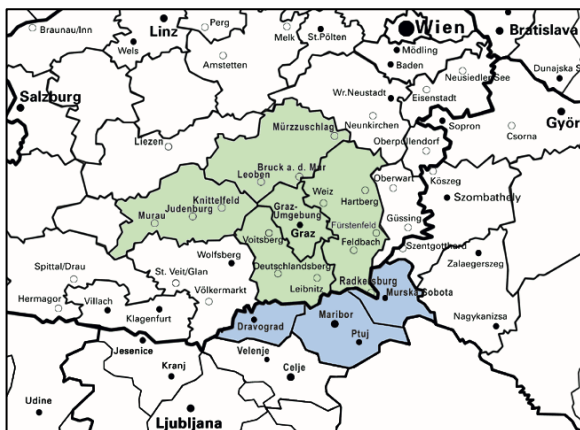 Braunau/Inn
Linz
Perg
Melk
St.Pölten
Wien
Bratislava
Wels
Amstetten
Mödling
Baden
Neusiedler See
Dunajska S
Salzburg
Wr.Neustadt
Eisenstadt
Győr
Mürzzuschlag
Neunkirchen
Sopron
Csorna
Liezen
Oberpullendorf
Bruck a. d. Mur
Leoben
Weiz
Oberwart
Köszeg
Knittelfeld
Graz-
Umgebung
Hartberg
Szombathely
Judenburg
Murau
Graz
Fürstenfeld
Güssing
Voitsberg
Feldbach
Szentgotthard
Wolfsberg
Zalaegerszeg
Spittal/Drau
St. Veit/Glan
Deutschlandsberg
Leibnitz
Radkersburg
Hermagor
Villach
Völkermarkt
Murska Sobota
Klagenfurt
Dravograd
Maribor
Nagykanizsa
Jesenice
Velenje
Ptuj
Kranj
Celje
Udine
Ljubljana